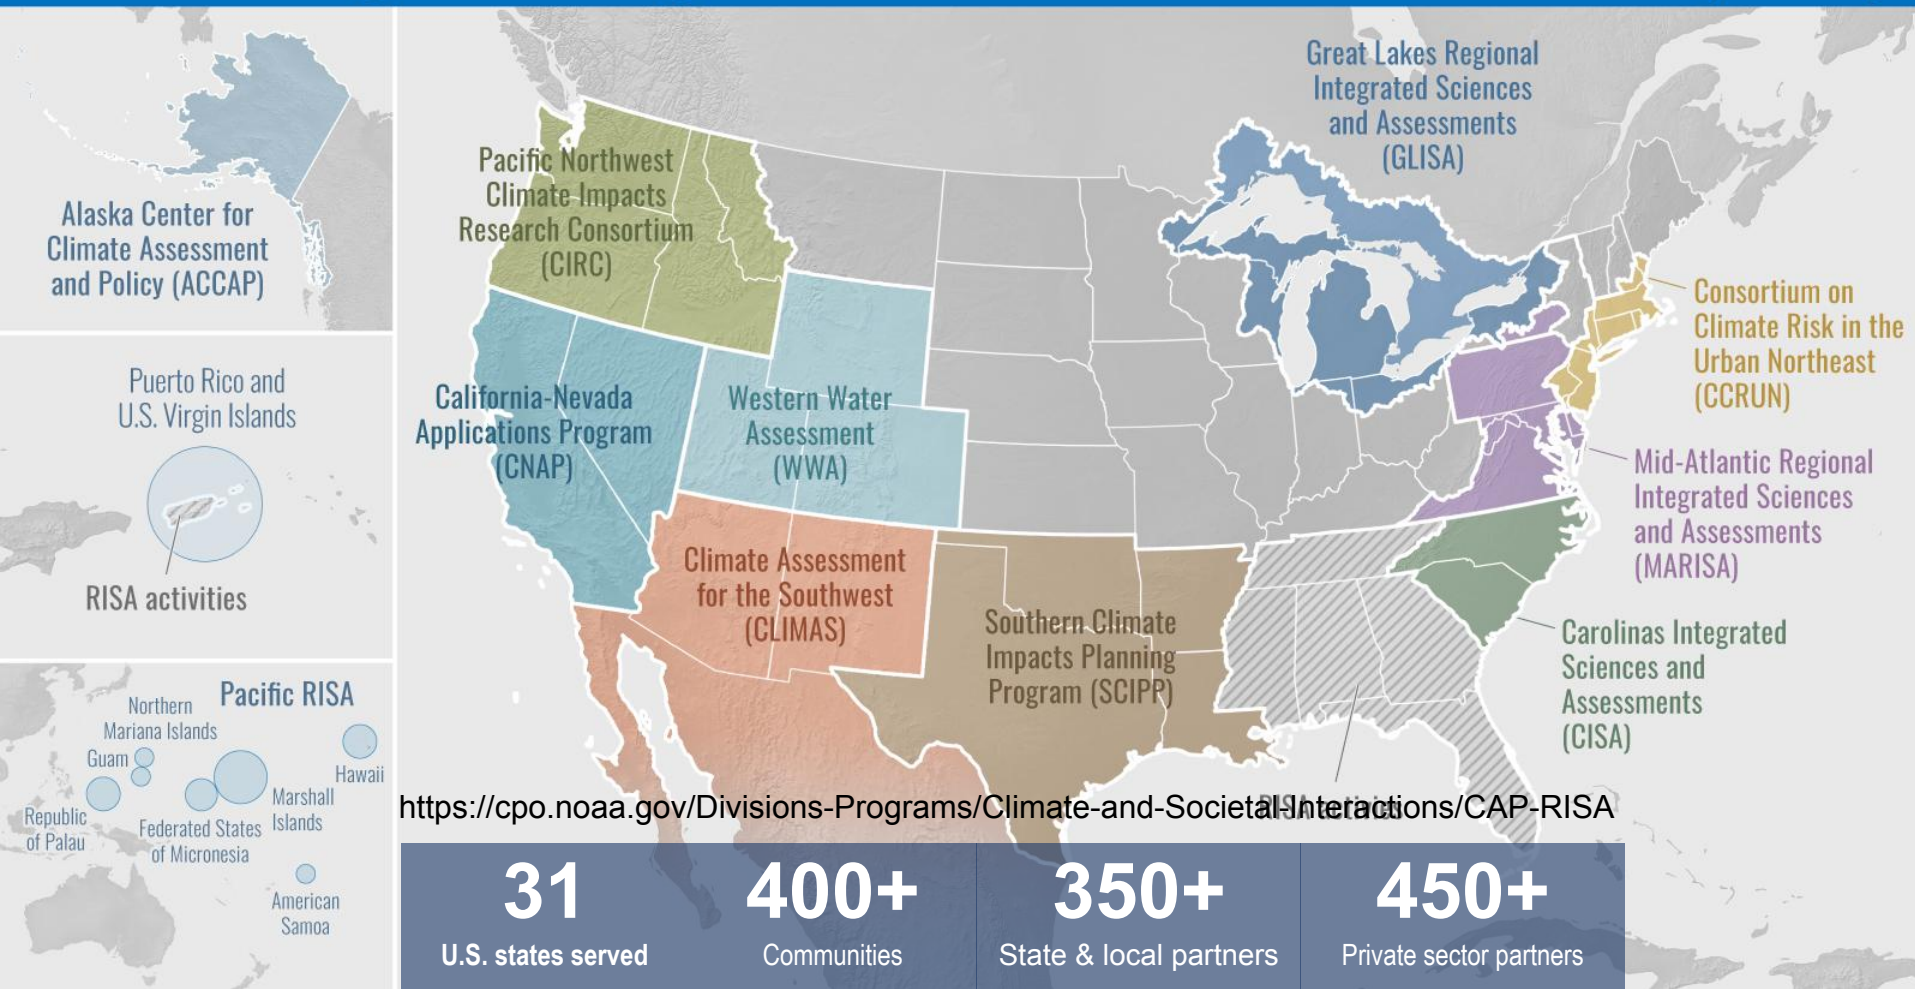 Alaska Center for
Climate Assessment
and Policy (ACCAP)
Puerto Rico and
U.S. Virgin Islands
RISA activities
Pacific RISA
Northern
Mariana Islands
Guam
Hawaii
Republic
of Palau
Federated States
of Micronesia
Marshall
Islands
American
Samoa
Pacific Northwest
Climate Impacts
Research Consortium
(CIRC)
California-Nevada
Applications Program
(CNAP)
Western Water
Assessment
(WWA)
Climate Assessment
for the Southwest
(CLIMAS)
Southern Climate
Impacts Planning
Program (SCIPP)
Great Lakes Regional
Integrated Sciences
and Assessments
(GLISA)
Consortium on
Climate Risk in the
Urban Northeast
(CCRUN)
Mid-Atlantic Regional
Integrated Sciences
and Assessments
(MARISA)
Carolinas Integrated
Sciences and
Assessments
(CISA)
RISA activities
https://cpo.noaa.gov/Divisions-Programs/Climate-and-Societal-Interactions/CAP-RISA
31
U.S. states served
400+
Communities
350+
State & local partners
450+
Private sector partners